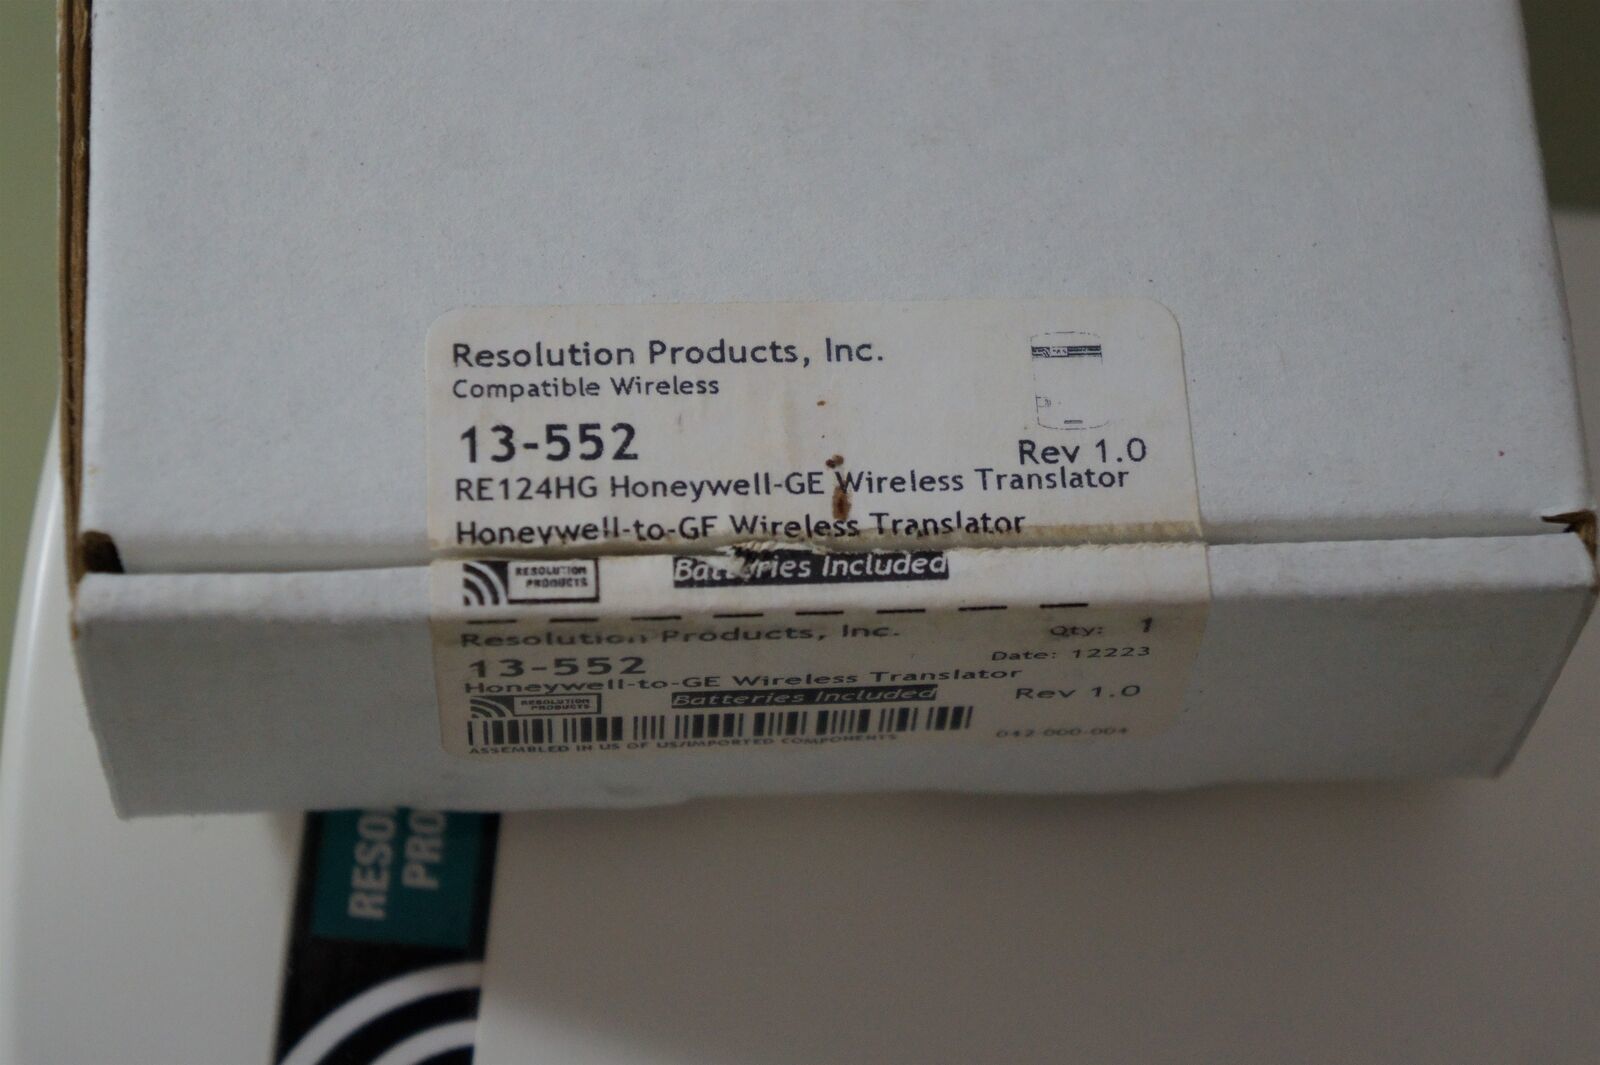 Resolution Products, Inc.
Compatible Wireless
13-552
Rev 1.0
RE124HG Honeywell-GE Wireless Translator
Honeywell-to-GE Wireless Translator
RESOLUTION
PRODUCTS
Batteries Included
Resolution Products, Inc.
Qty: 1
13-552
Date: 12223
Honeywell-to-GE Wireless Translator
RESOLUTION
PRODUCTS
Batteries Included
Rev 1.0
ASSEMBLED IN US OF US/IMPORTED COMPONENTS
042-000-004
RESO
PRO